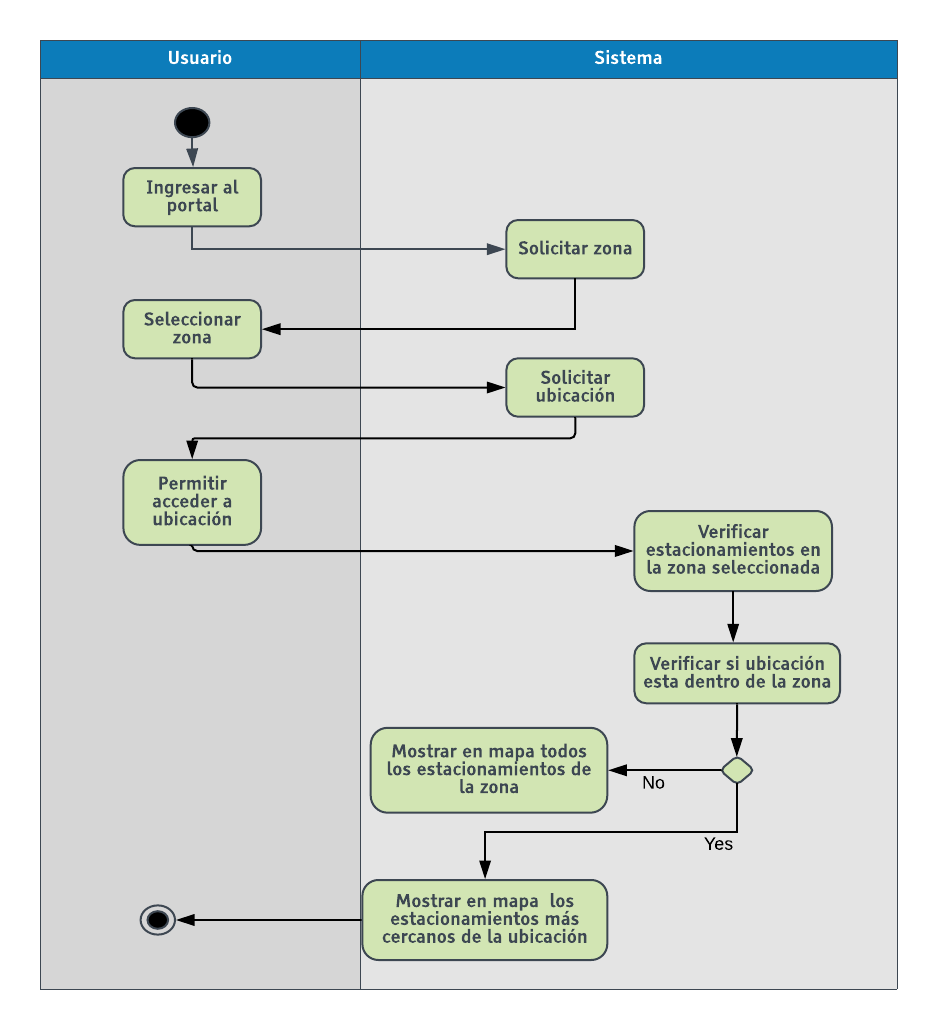 Usuario
Sistema
Ingresar al
portal
Solicitar zona
Seleccionar
zona
Solicitar
ubicación
Permitir
acceder a
ubicación
Verificar
estacionamientos en
la zona seleccionada
Verificar si ubicación
esta dentro de la zona
Mostrar en mapa todos
los estacionamientos de
la zona
No
Yes
Mostrar en mapa los
estacionamientos más
cercanos de la ubicación